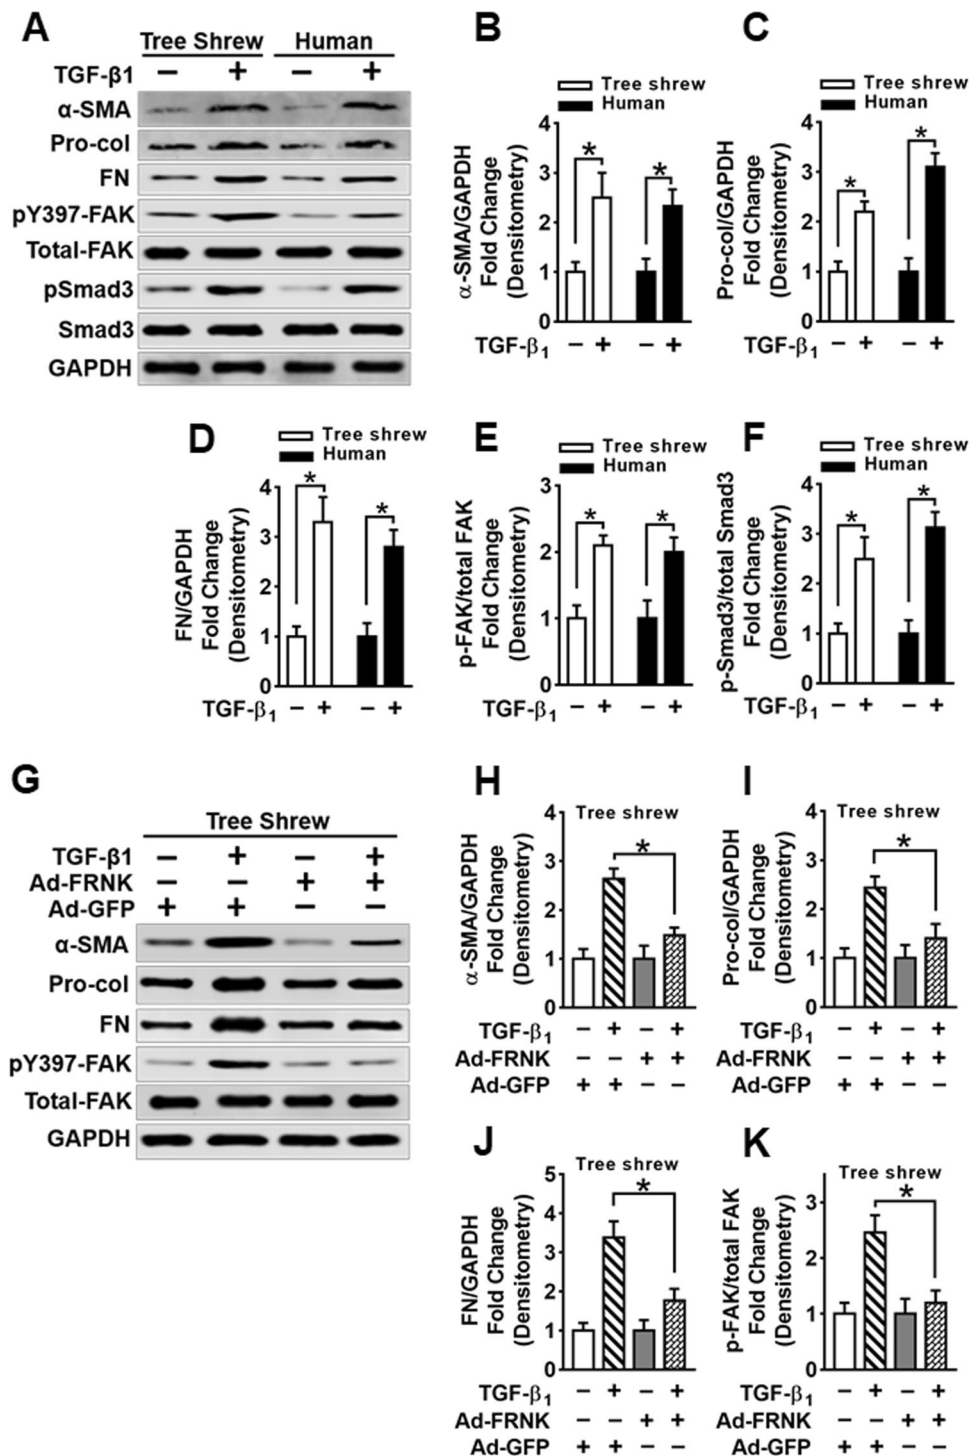 A
Tree Shrew Human
TGF-β1 − + − +
α-SMA
Pro-col
FN
pY397-FAK
Total-FAK
pSmad3
Smad3
GAPDH
B
Tree shrew
Human
α-SMA/GAPDH
Fold Change
(Densitometry)
4
3
2
1
0
*
*
TGF-β₁ − + − +
C
Tree shrew
Human
Pro-col/GAPDH
Fold Change
(Densitometry)
4
3
2
1
0
*
*
TGF-β₁ − + − +
D
Tree shrew
Human
FN/GAPDH
Fold Change
(Densitometry)
4
3
2
1
0
*
*
TGF-β₁ − + − +
E
Tree shrew
Human
p-FAK/total FAK
Fold Change
(Densitometry)
3
2
1
0
*
*
TGF-β₁ − + − +
F
Tree shrew
Human
p-Smad3/total Smad3
Fold Change
(Densitometry)
4
3
2
1
0
*
*
TGF-β₁ − + − +
G
Tree Shrew
TGF-β1 − + − +
Ad-FRNK − − + +
Ad-GFP + + − −
α-SMA
Pro-col
FN
pY397-FAK
Total-FAK
GAPDH
H
Tree shrew
α-SMA/GAPDH
Fold Change
(Densitometry)
4
3
2
1
0
*
TGF-β₁ − + − +
Ad-FRNK − − + +
Ad-GFP + + − −
I
Tree shrew
Pro-col/GAPDH
Fold Change
(Densitometry)
4
3
2
1
0
*
TGF-β₁ − + − +
Ad-FRNK − − + +
Ad-GFP + + − −
J
Tree shrew
FN/GAPDH
Fold Change
(Densitometry)
5
4
3
2
1
0
*
TGF-β₁ − + − +
Ad-FRNK − − + +
Ad-GFP + + − −
K
Tree shrew
p-FAK/total FAK
Fold Change
(Densitometry)
3
2
1
0
*
TGF-β₁ − + − +
Ad-FRNK − − + +
Ad-GFP + + − −